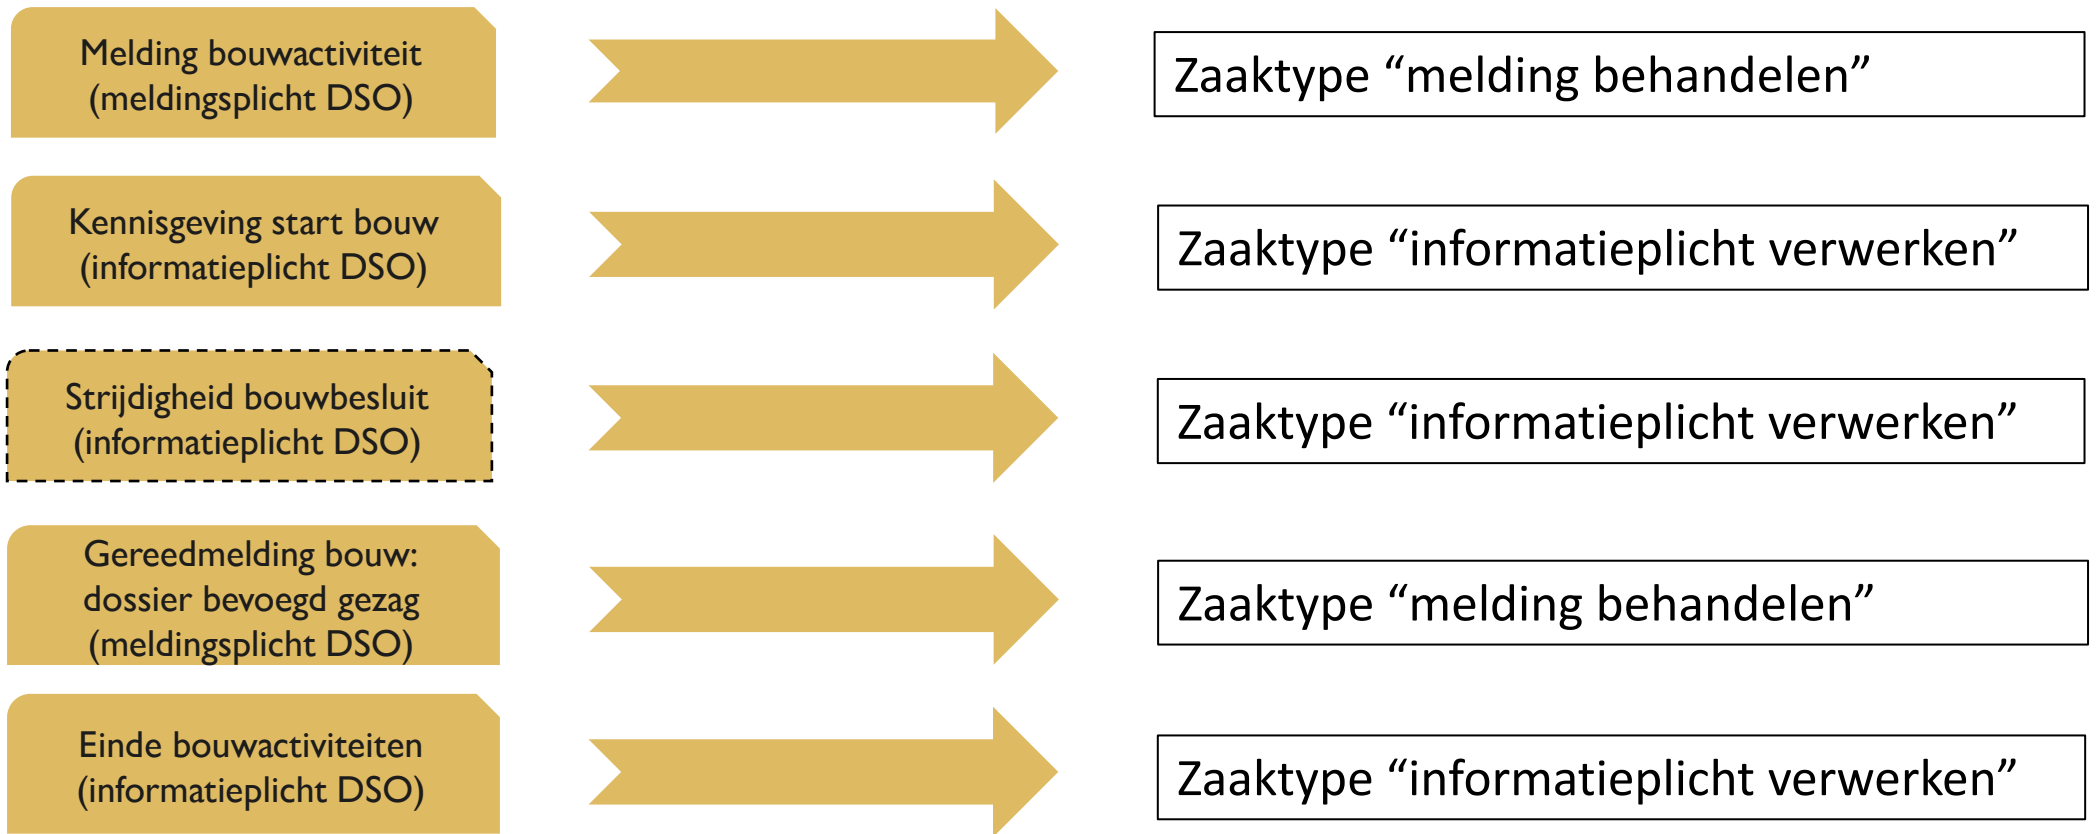 Melding bouwactiviteit
(meldingsplicht DSO)
Zaaktype “melding behandelen”
Kennisgeving start bouw
(informatieplicht DSO)
Zaaktype “informatieplicht verwerken”
Strijdigheid bouwbesluit
(informatieplicht DSO)
Zaaktype “informatieplicht verwerken”
Gereedmelding bouw:
dossier bevoegd gezag
(meldingsplicht DSO)
Zaaktype “melding behandelen”
Einde bouwactiviteiten
(informatieplicht DSO)
Zaaktype “informatieplicht verwerken”